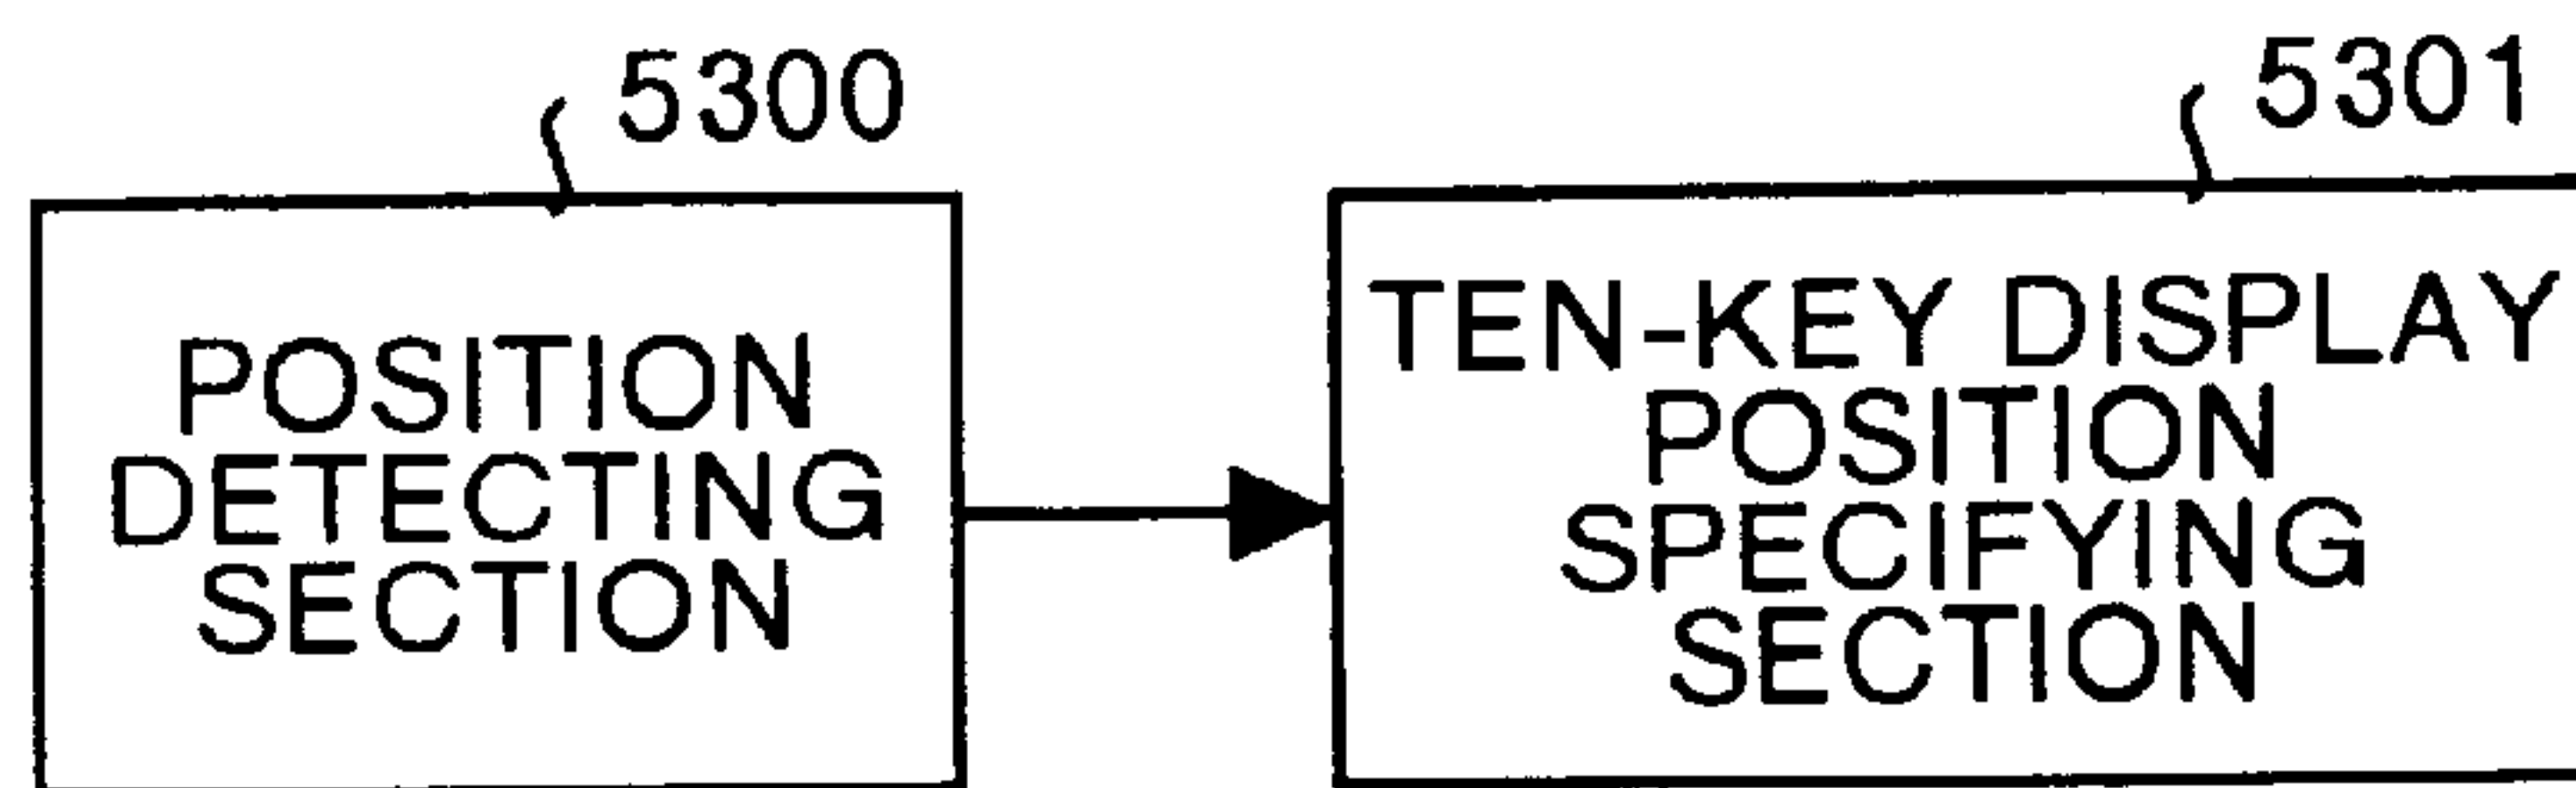 5300
POSITION
DETECTING
SECTION
5301
TEN-KEY DISPLAY
POSITION
SPECIFYING
SECTION